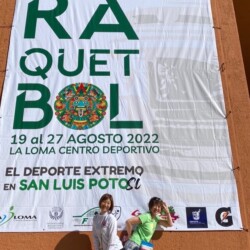 RA
QUET
BOL
19 al 27 AGOSTO 2022
LA LOMA CENTRO DEPORTIVO
EL DEPORTE EXTREMO
EN SAN LUIS POTOSÍ
LOMA